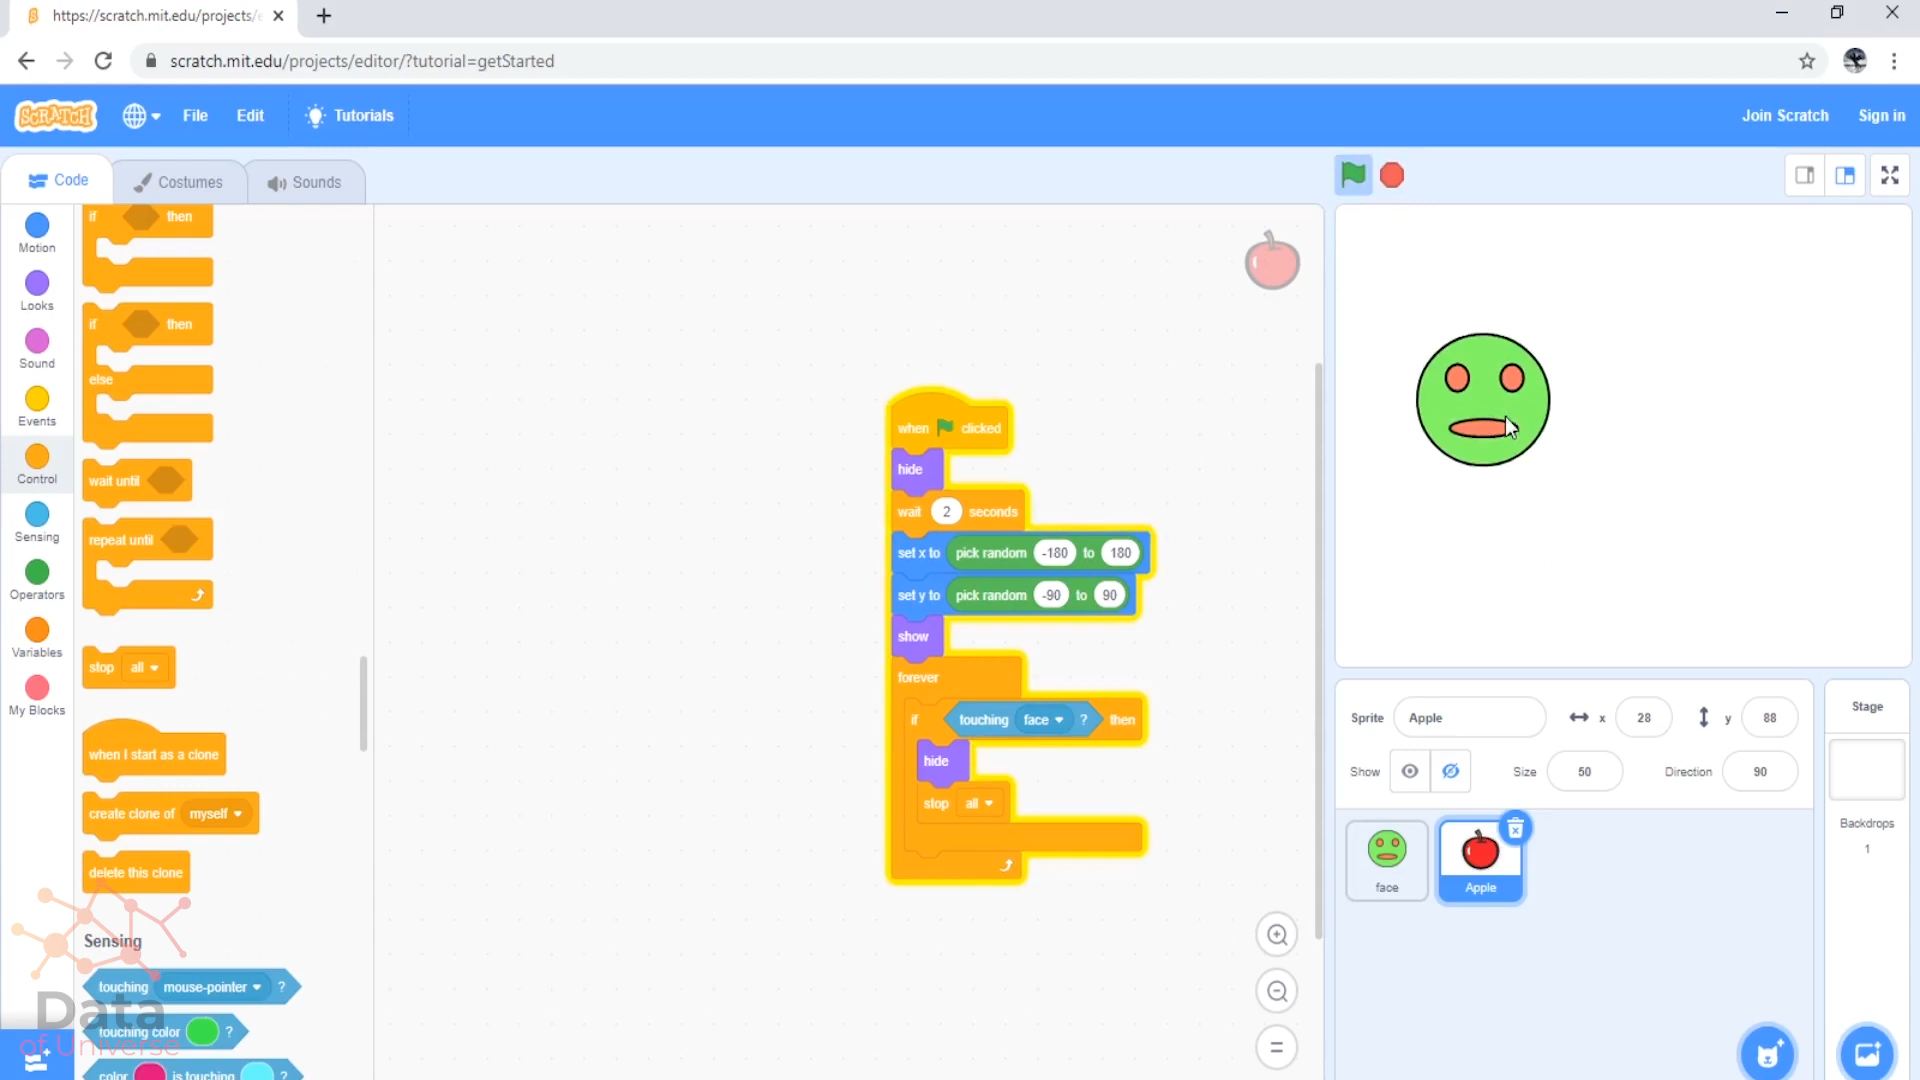 https://scratch.mit.edu/projects/e
scratch.mit.edu/projects/editor/?tutorial=getStarted
SCRATCH File Edit Tutorials Join Scratch Sign in
Code Costumes Sounds
Motion
Looks
Sound
Events
Control
Sensing
Operators
Variables
My Blocks
if then
if then
else
wait until
repeat until
stop all
when I start as a clone
create clone of myself
delete this clone
Sensing
touching mouse-pointer ?
touching color ?
color is touching ?
Data
of Universe
when clicked
hide
wait 2 seconds
set x to pick random -180 to 180
set y to pick random -90 to 90
show
forever
if touching face ? then
hide
stop all
Sprite Apple x 28 y 88
Show Size 50 Direction 90
face
Apple
Stage
Backdrops
1